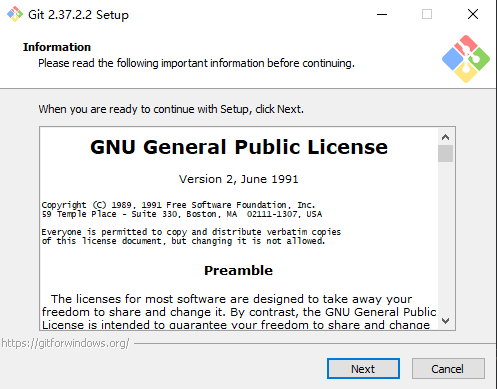 Git 2.37.2.2 Setup
Information
Please read the following important information before continuing.
When you are ready to continue with Setup, click Next.
GNU General Public License
Version 2, June 1991
Copyright (C) 1989, 1991 Free Software Foundation, Inc.
59 Temple Place - Suite 330, Boston, MA  02111-1307, USA
Everyone is permitted to copy and distribute verbatim copies
of this license document, but changing it is not allowed.
Preamble
The licenses for most software are designed to take away your
freedom to share and change it. By contrast, the GNU General Public
License is intended to guarantee your freedom to share and change
https://gitforwindows.org/
Next
Cancel